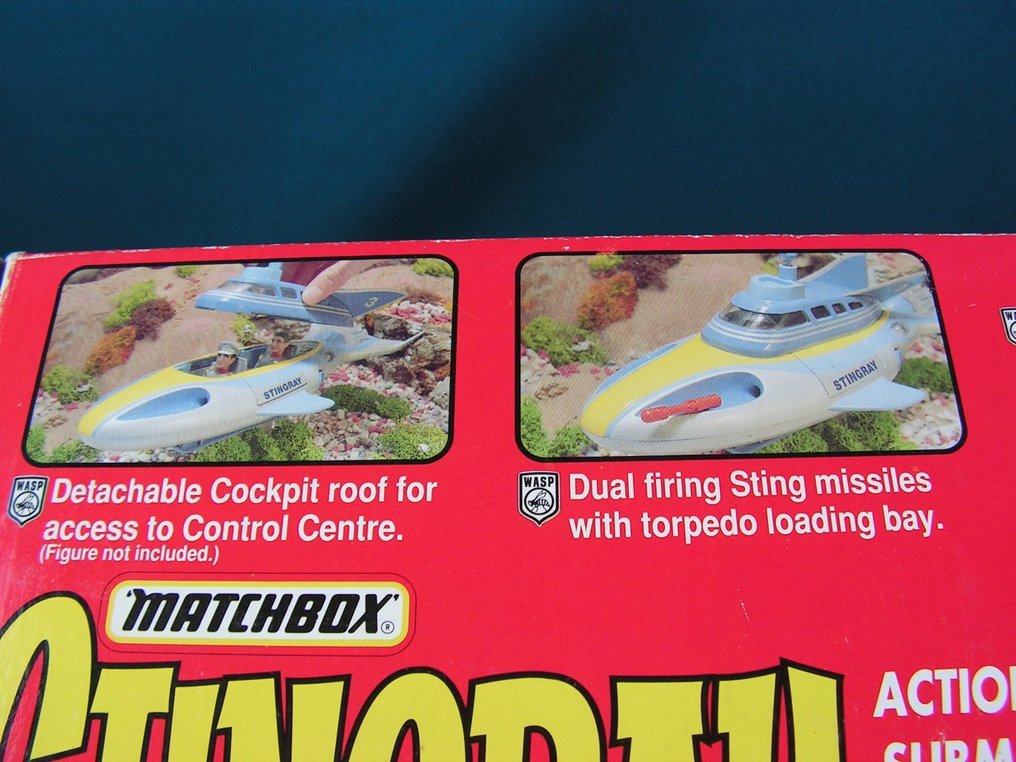 3
STINGRAY
STINGRAY
WASP
Detachable Cockpit roof for
access to Control Centre.
(Figure not included.)
WASP
Dual firing Sting missiles
with torpedo loading bay.
'MATCHBOX'®
STINGRAY